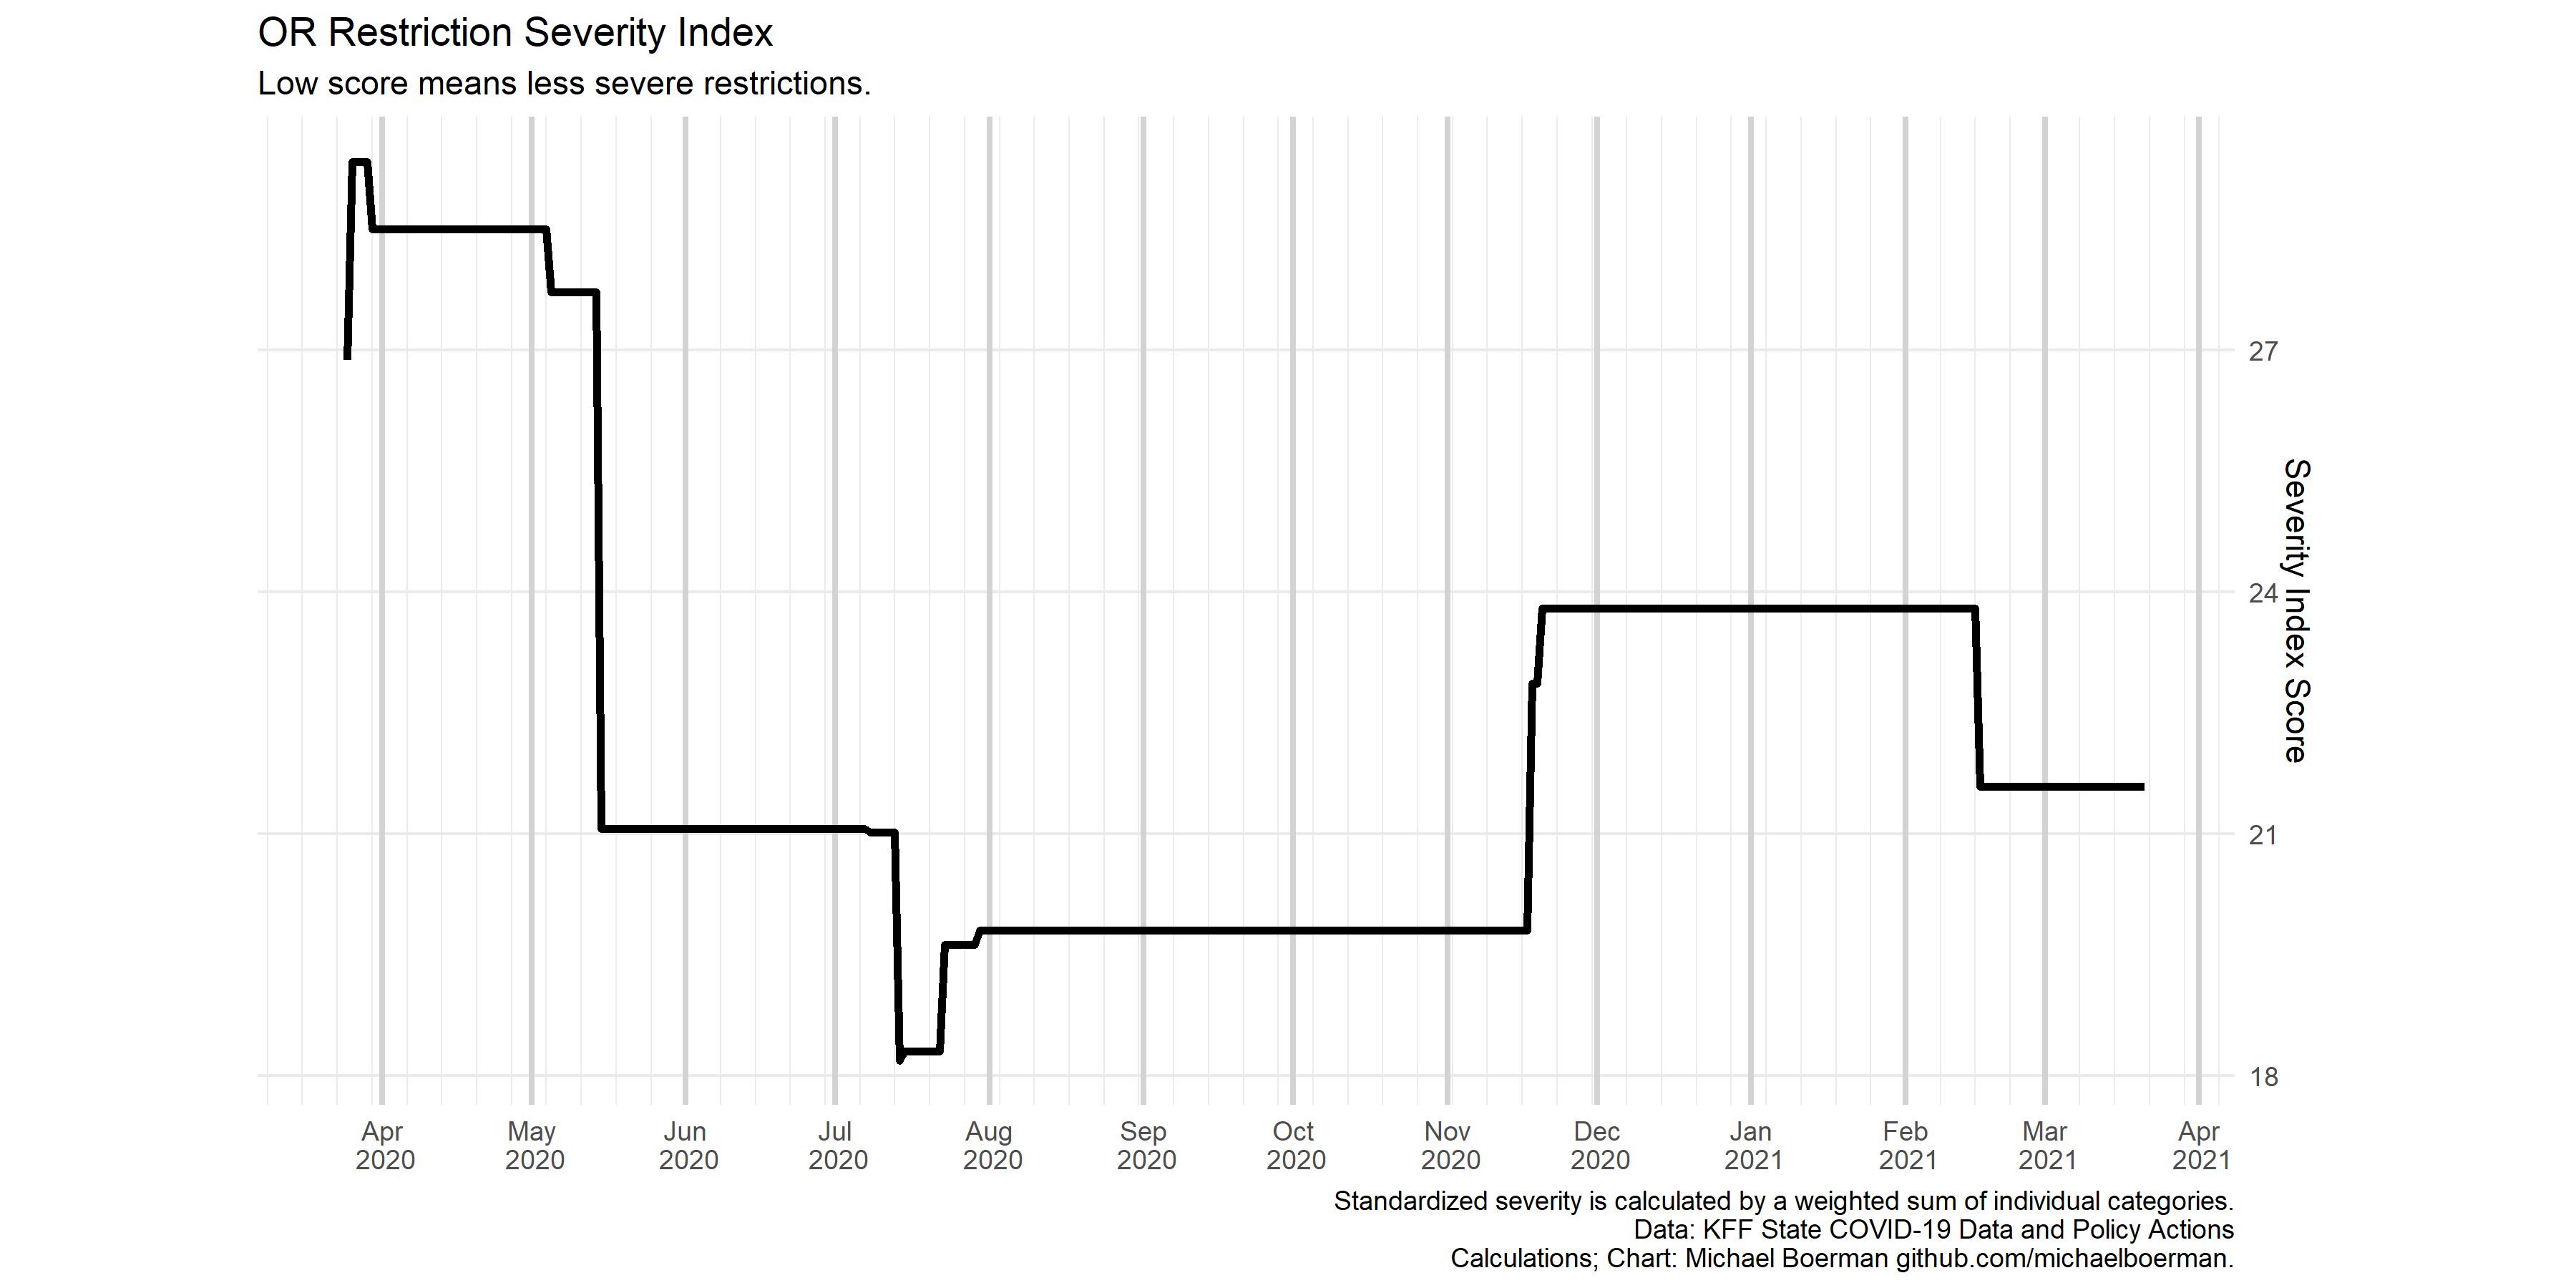 OR Restriction Severity Index
Low score means less severe restrictions.
27
24
21
18
Severity Index Score
Apr May Jun Jul Aug Sep Oct Nov Dec Jan Feb Mar Apr
2020 2020 2020 2020 2020 2020 2020 2020 2020 2021 2021 2021 2021
Standardized severity is calculated by a weighted sum of individual categories.
Data: KFF State COVID-19 Data and Policy Actions
Calculations; Chart: Michael Boerman github.com/michaelboerman.